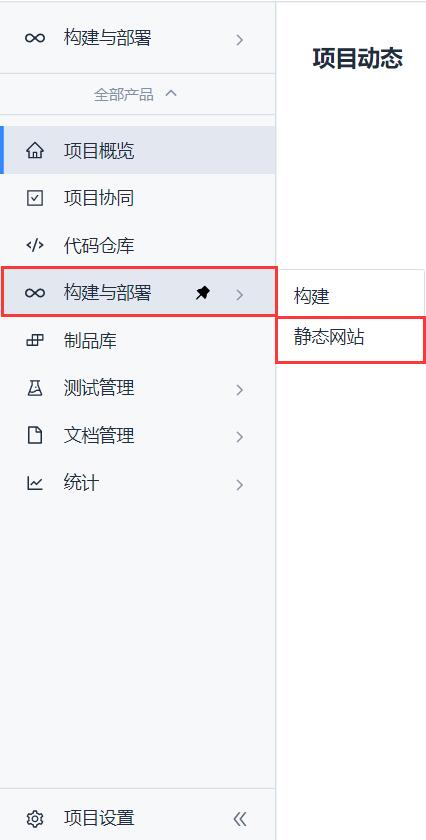 构建与部署
项目动态
全部产品
项目概览
项目协同
代码仓库
构建与部署
构建
静态网站
制品库
测试管理
文档管理
统计
项目设置